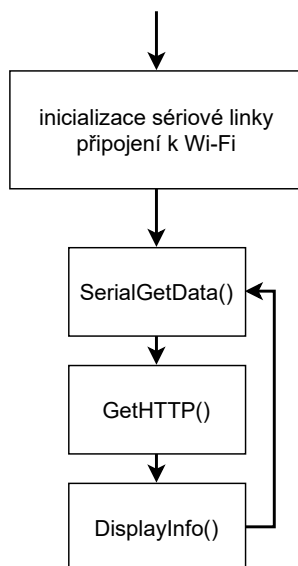 inicializace sériové linky
připojení k Wi-Fi
SerialGetData()
GetHTTP()
DisplayInfo()